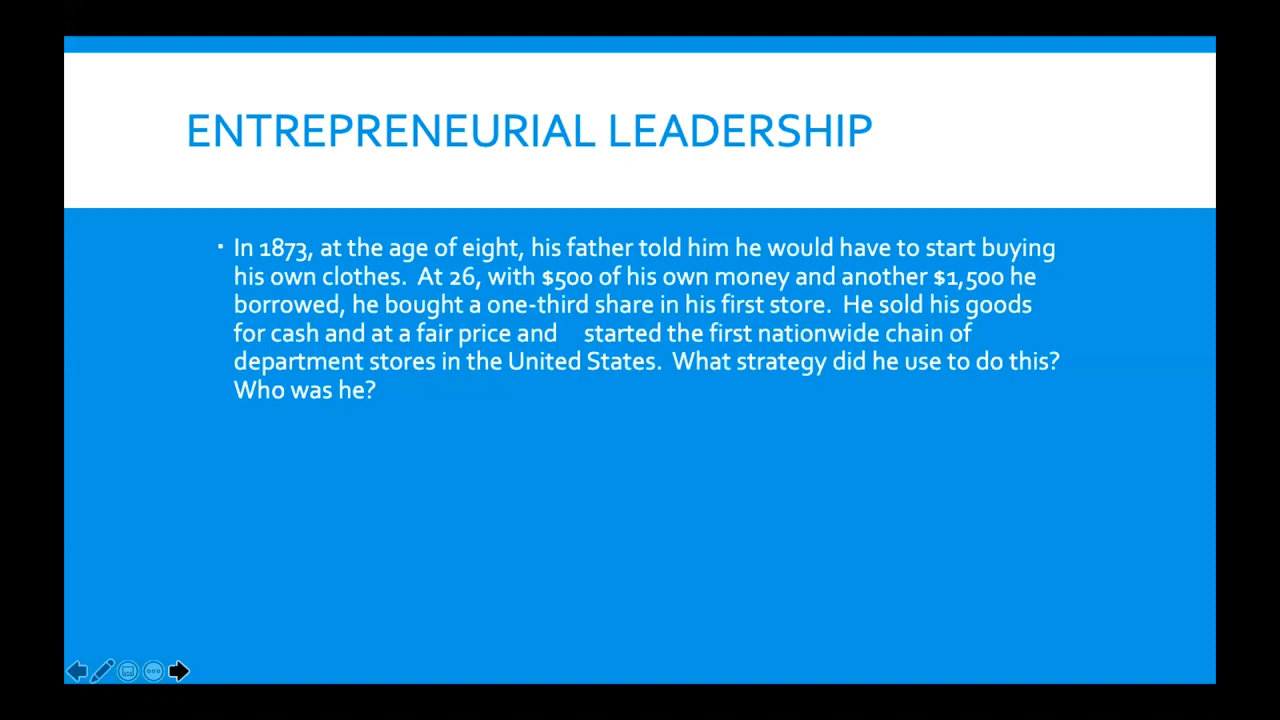 ENTREPRENEURIAL LEADERSHIP
▪ In 1873, at the age of eight, his father told him he would have to start buying
his own clothes.  At 26, with $500 of his own money and another $1,500 he
borrowed, he bought a one-third share in his first store.  He sold his goods
for cash and at a fair price and    started the first nationwide chain of
department stores in the United States.  What strategy did he use to do this?
Who was he?